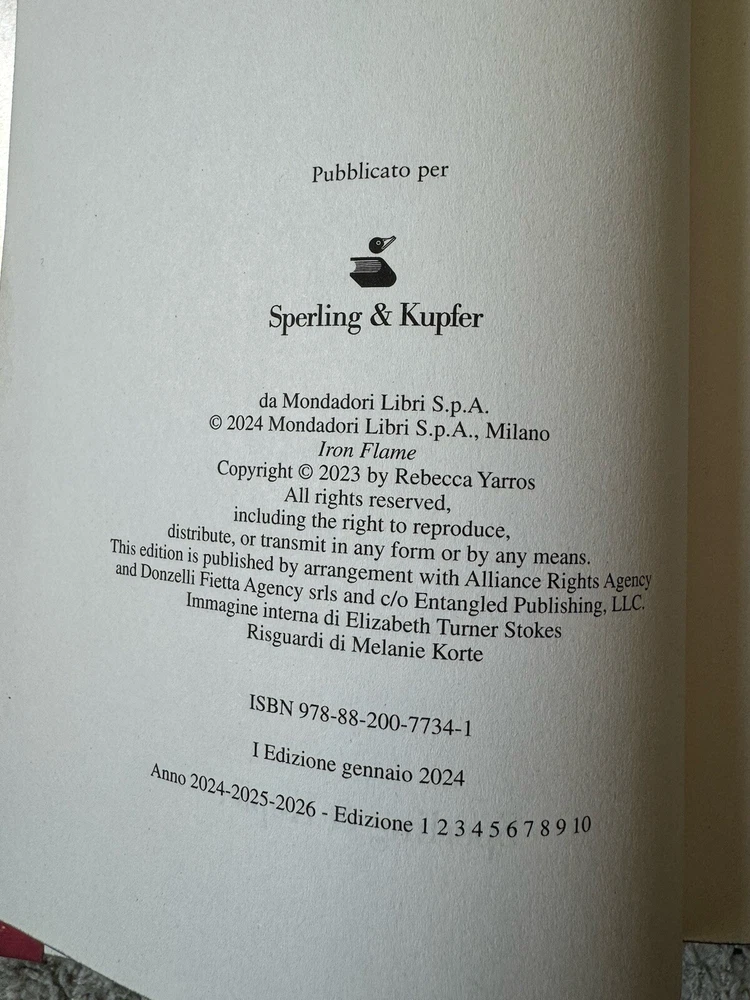 Pubblicato per
Sperling & Kupfer
da Mondadori Libri S.p.A.
© 2024 Mondadori Libri S.p.A., Milano
Iron Flame
Copyright © 2023 by Rebecca Yarros
All rights reserved,
including the right to reproduce,
distribute, or transmit in any form or by any means.
This edition is published by arrangement with Alliance Rights Agency
and Donzelli Fietta Agency srls and c/o Entangled Publishing, LLC.
Immagine interna di Elizabeth Turner Stokes
Risguardi di Melanie Korte
ISBN 978-88-200-7734-1
I Edizione gennaio 2024
Anno 2024-2025-2026 - Edizione 1 2 3 4 5 6 7 8 9 10